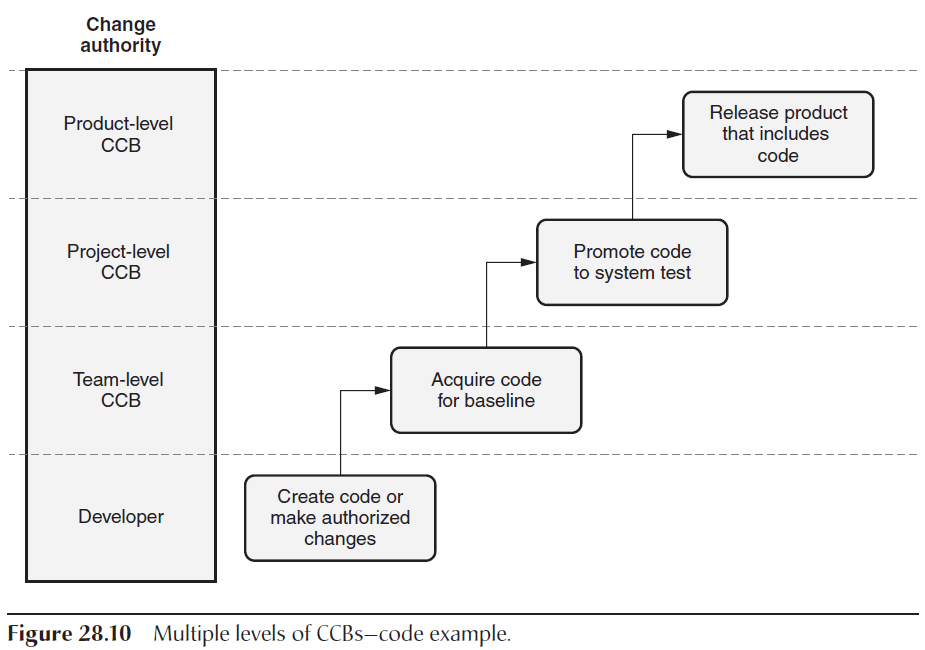 Change
authority
Product-level
CCB
Release product
that includes
code
Project-level
CCB
Promote code
to system test
Team-level
CCB
Acquire code
for baseline
Developer
Create code or
make authorized
changes
Figure 28.10 Multiple levels of CCBs—code example.